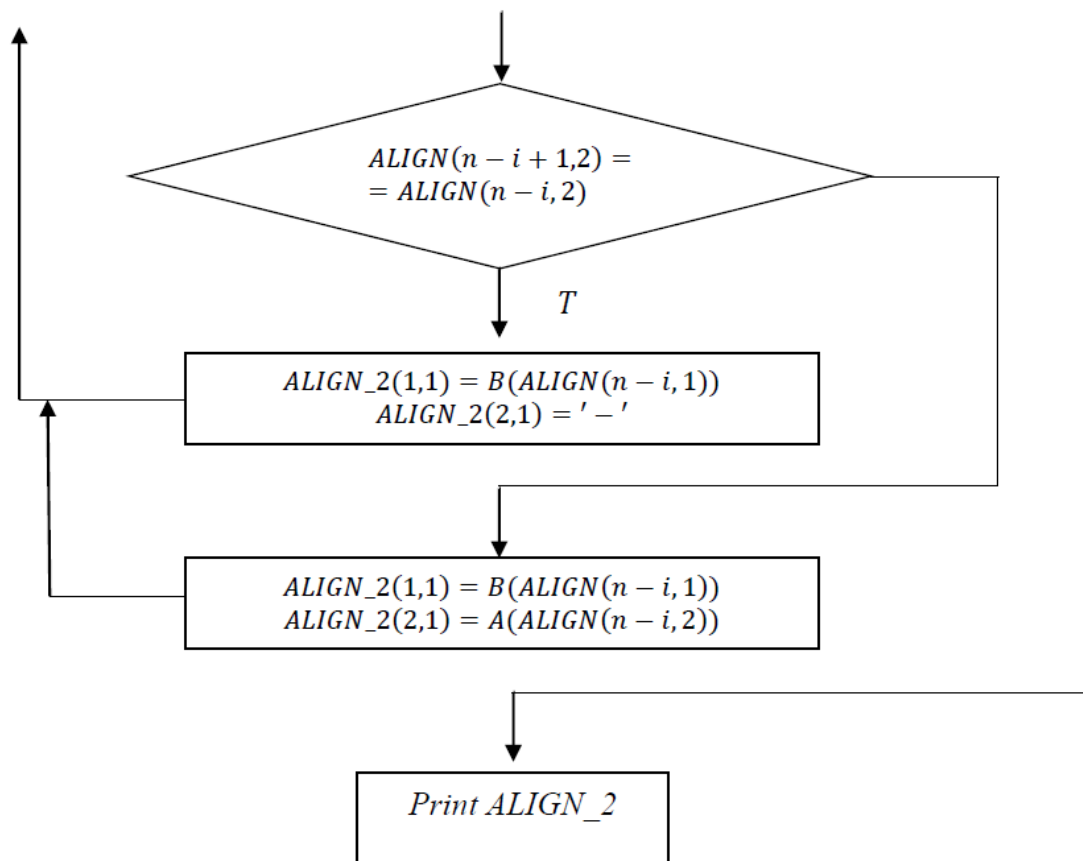 ALIGN(n − i + 1,2) =
= ALIGN(n − i, 2)
T
ALIGN_2(1,1) = B(ALIGN(n − i, 1))
ALIGN_2(2,1) = ′ − ′
ALIGN_2(1,1) = B(ALIGN(n − i, 1))
ALIGN_2(2,1) = A(ALIGN(n − i, 2))
Print ALIGN_2